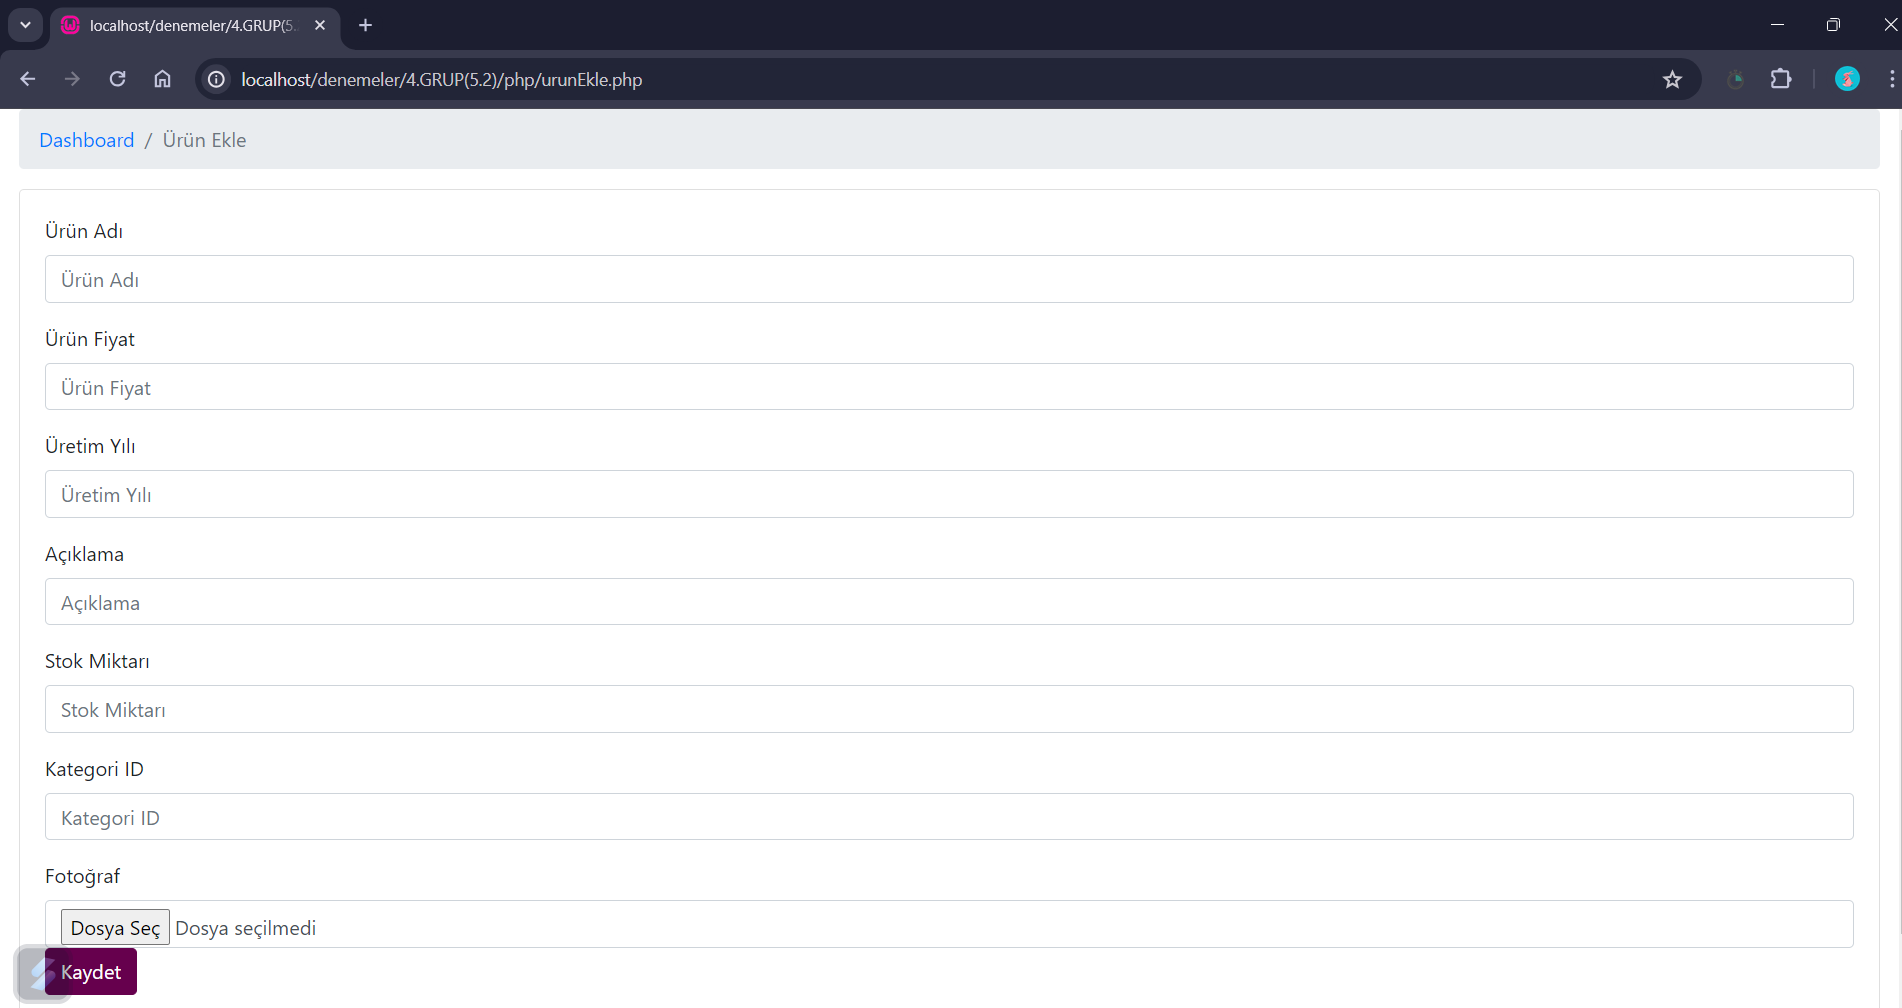 localhost/denemeler/4.GRUP(5.
localhost/denemeler/4.GRUP(5.2)/php/urunEkle.php
Dashboard / Ürün Ekle
Ürün Adı
Ürün Adı
Ürün Fiyat
Ürün Fiyat
Üretim Yılı
Üretim Yılı
Açıklama
Açıklama
Stok Miktarı
Stok Miktarı
Kategori ID
Kategori ID
Fotoğraf
Dosya Seç Dosya seçilmedi
Kaydet